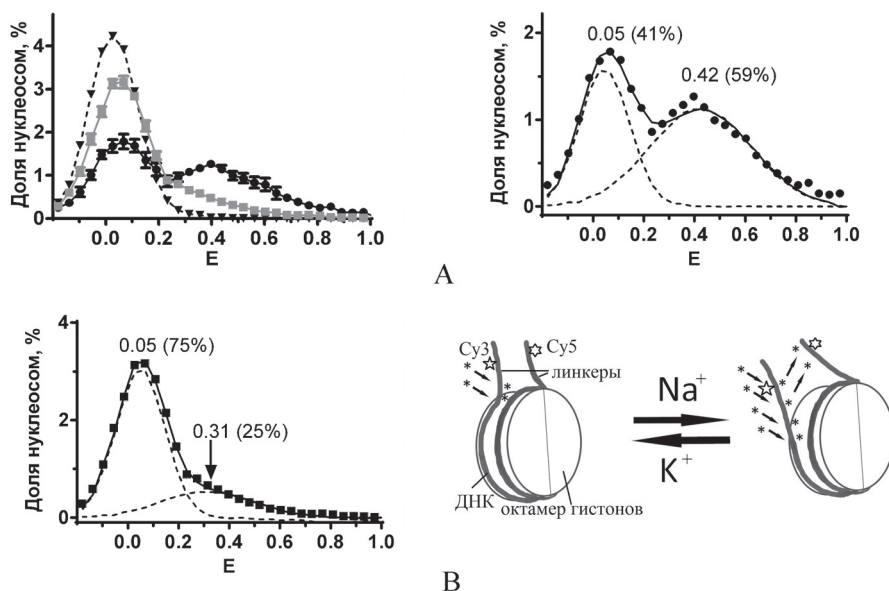 Доля нуклеосом, %
4
3
2
1
0
0.0 0.2 0.4 0.6 0.8 1.0
E
Доля нуклеосом, %
2
1
0
0.05 (41%)
0.42 (59%)
0.0 0.2 0.4 0.6 0.8 1.0
E
А
Доля нуклеосом, %
4
2
0
0.05 (75%)
0.31 (25%)
0.0 0.2 0.4 0.6 0.8 1.0
E
Cy3
Cy5
линкеры
Na+
K+
ДНК
октамер гистонов
В